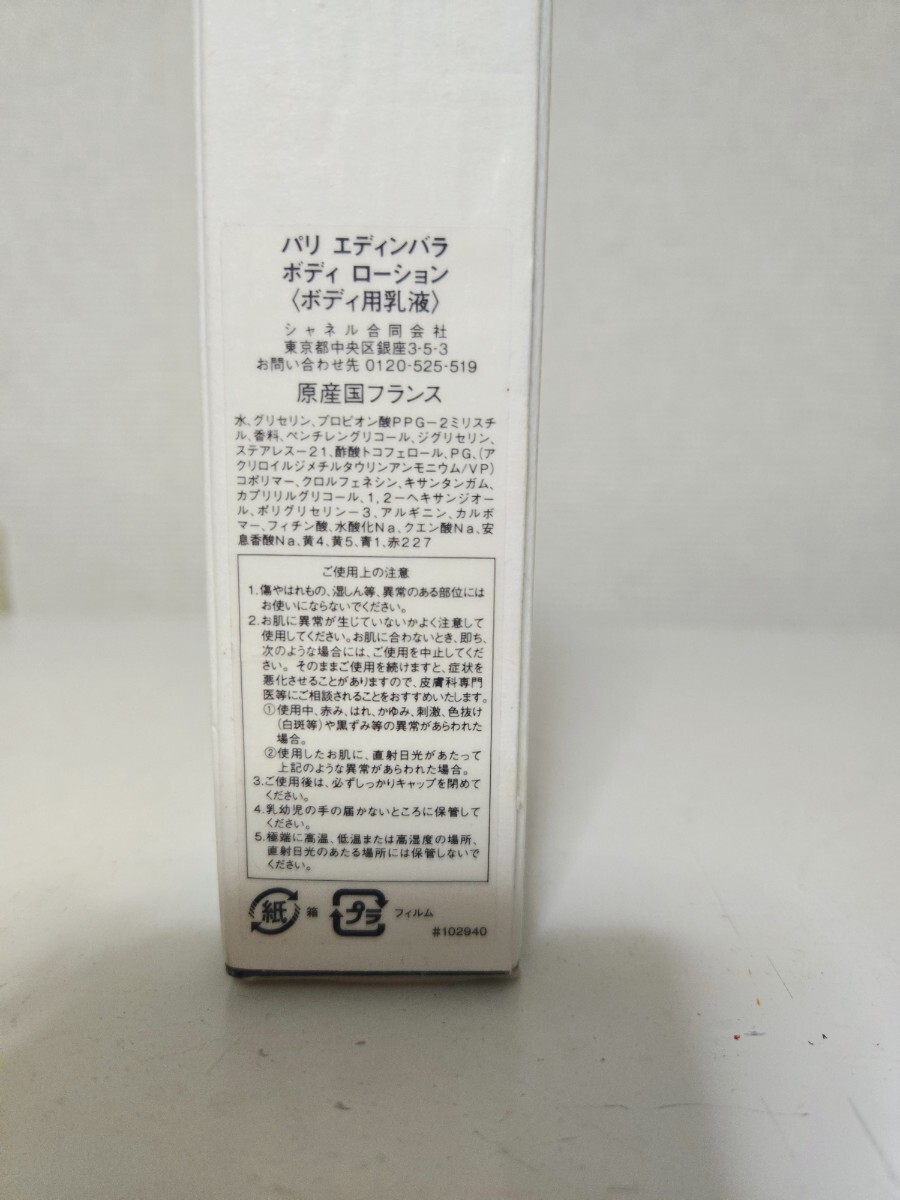 パリ エディンバラ
ボディ ローション
〈ボディ用乳液〉
シャネル合同会社
東京都中央区銀座3-5-3
お問い合わせ先 0120-525-519
原産国フランス
水、グリセリン、プロピオン酸PPG－2ミリスチ
ル、香料、ペンチレングリコール、ジグリセリン、
ステアレス－21、酢酸トコフェロール、PG、(ア
クリロイルジメチルタウリンアンモニウム/VP)
コポリマー、クロルフェネシン、キサンタンガム、
カプリリルグリコール、1,2－ヘキサンジオー
ル、ポリグリセリン－3、アルギニン、カルボ
マー、フィチン酸、水酸化Na、クエン酸Na、安
息香酸Na、黄4、黄5、青1、赤227
ご使用上の注意
1.傷やはれもの、湿しん等、異常のある部位には
お使いにならないでください。
2.お肌に異常が生じていないかよく注意して
使用してください。お肌に合わないとき、即ち、
次のような場合には、ご使用を中止してくだ
さい。そのままご使用を続けますと、症状を
悪化させることがありますので、皮膚科専門
医等にご相談されることをおすすめいたします。
①使用中、赤み、はれ、かゆみ、刺激、色抜け
(白斑等)や黒ずみ等の異常があらわれた
場合。
②使用したお肌に、直射日光があたって
上記のような異常があらわれた場合。
3.ご使用後は、必ずしっかりキャップを閉めて
ください。
4.乳幼児の手の届かないところに保管して
ください。
5.極端に高温、低温または高湿度の場所、
直射日光のあたる場所には保管しないで
ください。
紙 箱 プラ フィルム
#102940